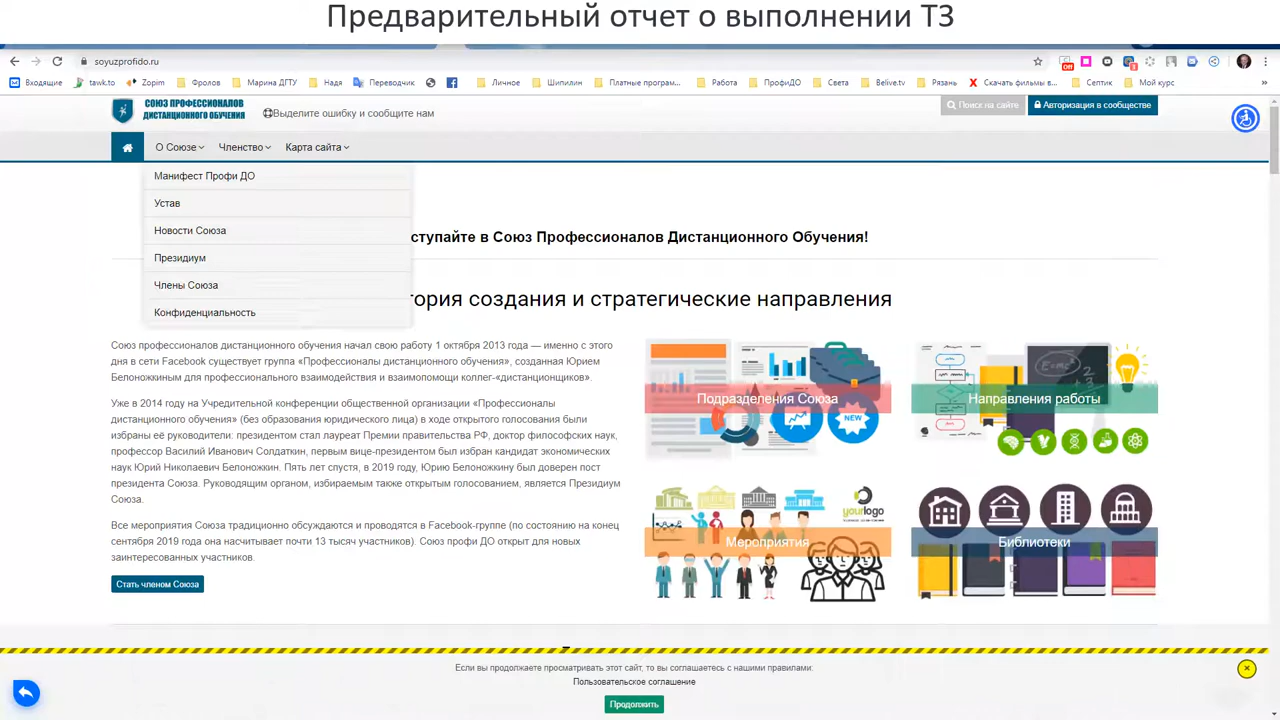 Предварительный отчет о выполнении ТЗ
soyuzprofido.ru
Off
Входящие
tawk.to
Zopim
Фролов
Марина ДГТУ
Надя
Переводчик
Личное
Шипилин
Платные програм...
Работа
ПрофиДО
Света
Belive.tv
Рязань
Скачать фильмы в...
Септик
Мой курс
»
СОЮЗ ПРОФЕССИОНАЛОВ
ДИСТАНЦИОННОГО ОБУЧЕНИЯ
Выделите ошибку и сообщите нам
Поиск на сайте
Авторизация в сообществе
О Союзе
Членство
Карта сайта
Манифест Профи ДО
Устав
Новости Союза
Президиум
Члены Союза
Конфиденциальность
ступайте в Союз Профессионалов Дистанционного Обучения!
тория создания и стратегические направления
Союз профессионалов дистанционного обучения начал свою работу 1 октября 2013 года — именно с этого
дня в сети Facebook существует группа «Профессионалы дистанционного обучения», созданная Юрием
Белоножкиным для профессионального взаимодействия и взаимопомощи коллег-«дистанционщиков».
Уже в 2014 году на Учредительной конференции общественной организации «Профессионалы
дистанционного обучения» (без образования юридического лица) в ходе открытого голосования были
избраны её руководители: президентом стал лауреат Премии правительства РФ, доктор философских наук,
профессор Василий Иванович Солдаткин, первым вице-президентом был избран кандидат экономических
наук Юрий Николаевич Белоножкин. Пять лет спустя, в 2019 году, Юрию Белоножкину был доверен пост
президента Союза. Руководящим органом, избираемым также открытым голосованием, является Президиум
Союза.
Все мероприятия Союза традиционно обсуждаются и проводятся в Facebook-группе (по состоянию на конец
сентября 2019 года она насчитывает почти 13 тысяч участников). Союз профи ДО открыт для новых
заинтересованных участников.
Стать членом Союза
Подразделения Союза
NEW
Направления работы
Мероприятия
yourlogo
Библиотеки
Если вы продолжаете просматривать этот сайт, то вы соглашаетесь с нашими правилами:
Пользовательское соглашение
Продолжить